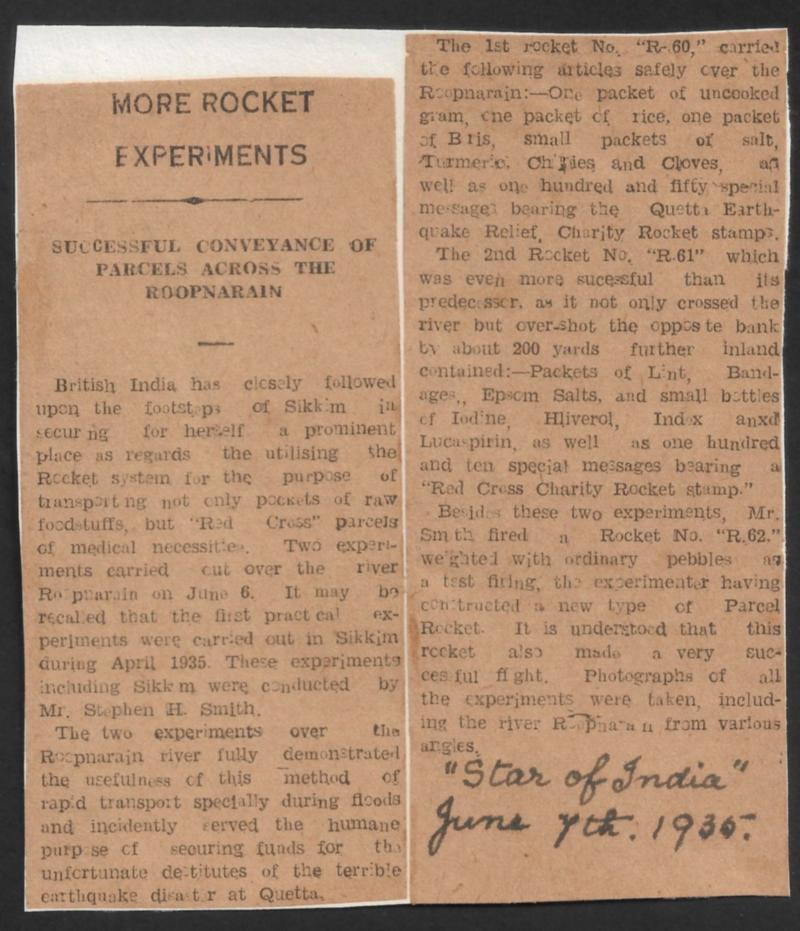 MORE ROCKET
EXPERIMENTS
SUCCESSFUL CONVEYANCE OF
PARCELS ACROSS THE
ROOPNARAIN
British India has closely followed
upon the footsteps of Sikkim in
securing for herself a prominent
place as regards the utilising the
Rocket system for the purpose of
transporting not only pockets of raw
foodstuffs, but "Red Cross" parcels
of medical necessities. Two experi-
ments carried out over the river
Roopnarain on June 6. It may be
recalled that the first practical ex-
periments were carried out in Sikkim
during April 1935. These experiments
including Sikkim were conducted by
Mr. Stephen H. Smith.
The two experiments over the
Roopnarain river fully demonstrated
the usefulness of this method of
rapid transport specially during floods
and incidently served the humane
purpose of securing funds for the
unfortunate destitutes of the terrible
earthquake disaster at Quetta.
The 1st rocket No. "R-60," carried
the following articles safely over the
Roopnarain:—One packet of uncooked
gram, one packet of rice, one packet
of Biris, small packets of salt,
Turmeric, Chillies and Cloves, as
well as one hundred and fifty special
messages bearing the Quetta Earth-
quake Relief, Charity Rocket stamps.
The 2nd Rocket No. "R.61" which
was even more sucessful than its
predecessor, as it not only crossed the
river but over-shot the opposite bank
by about 200 yards further inland
contained:—Packets of Lint, Band-
ages,, Epsom Salts, and small bottles
of Iodine, Hliverol, Index anxd
Lucaspirin, as well as one hundred
and ten special messages bearing a
"Red Cross Charity Rocket stamp."
Besides these two experiments, Mr.
Smith fired a Rocket No. "R.62."
weighted with ordinary pebbles as
a test firing, the experimenter having
constructed a new type of Parcel
Rocket. It is understood that this
rocket also made a very suc-
cessful flight. Photographs of all
the experiments were taken, includ-
ing the river Roopnarain from various
angles.
"Star of India"
June 7th. 1935.